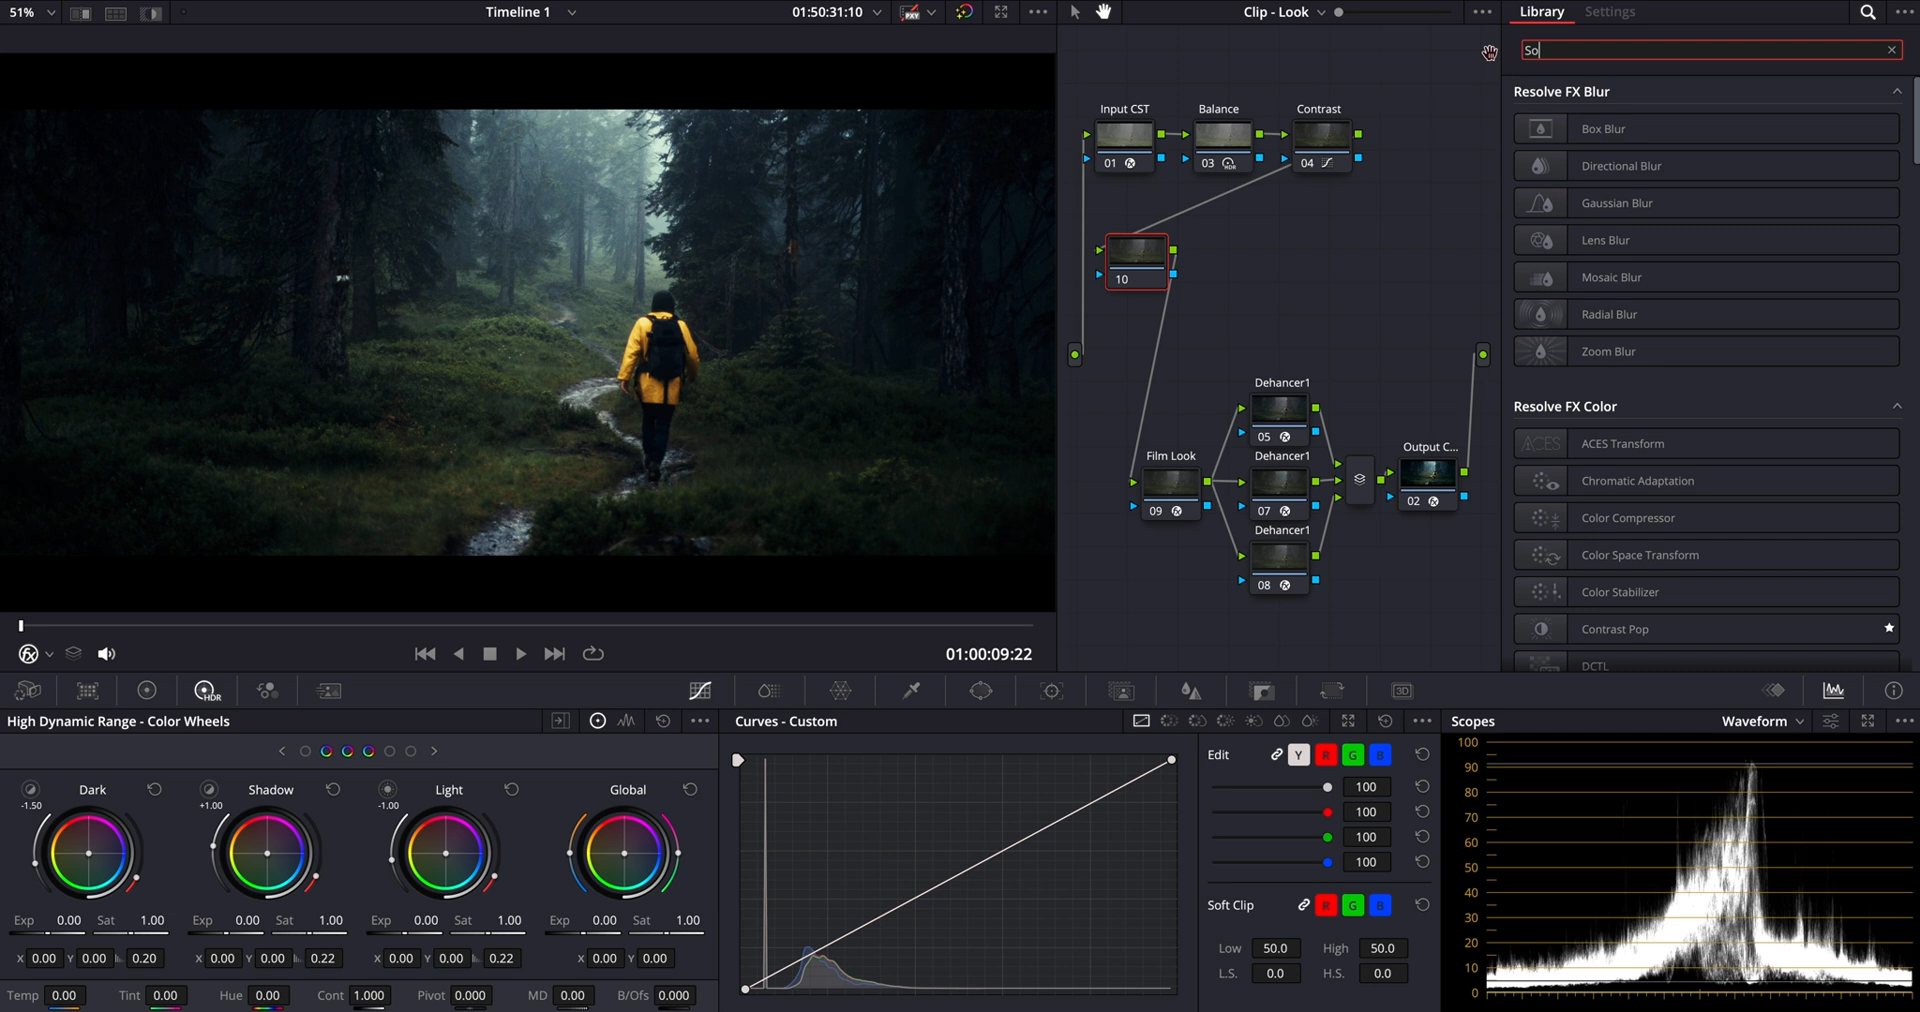 51%
Timeline 1
01:50:31:10
PXY
Clip - Look
Library
Settings
So
Resolve FX Blur
Box Blur
Directional Blur
Gaussian Blur
Lens Blur
Mosaic Blur
Radial Blur
Zoom Blur
Resolve FX Color
ACES
ACES Transform
Chromatic Adaptation
Color Compressor
Color Space Transform
Color Stabilizer
Contrast Pop
DCTL
Input CST
01
Balance
03
HDR
Contrast
04
10
Film Look
09
Dehancer1
05
Dehancer1
07
Dehancer1
08
Output C...
02
fx
01:00:09:22
HDR
3D
High Dynamic Range - Color Wheels
Dark
-1.50
Shadow
+1.00
Light
-1.00
Global
Exp 0.00 Sat 1.00
Exp 0.00 Sat 1.00
Exp 0.00 Sat 1.00
Exp 0.00 Sat 1.00
X 0.00 Y 0.00 0.20
X 0.00 Y 0.00 0.22
X 0.00 Y 0.00 0.22
X 0.00 Y 0.00
Temp 0.00 Tint 0.00 Hue 0.00 Cont 1.000 Pivot 0.000 MD 0.00 B/Ofs 0.000
Curves - Custom
Edit
Y R G B
100
100
100
100
Soft Clip
R G B
Low 50.0 High 50.0
L.S. 0.0 H.S. 0.0
Scopes
Waveform
100
90
80
70
60
50
40
30
20
10
0